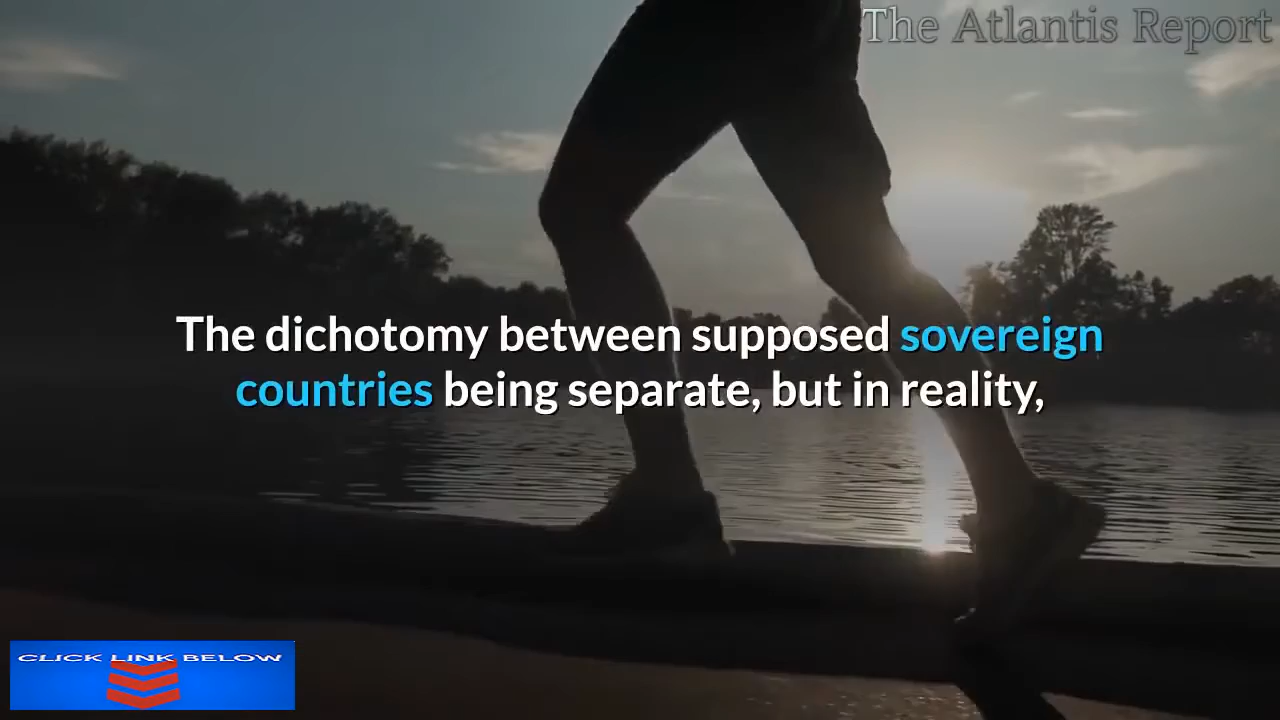 The Atlantis Report
The dichotomy between supposed sovereign
countries being separate, but in reality,
CLICK LINK BELOW